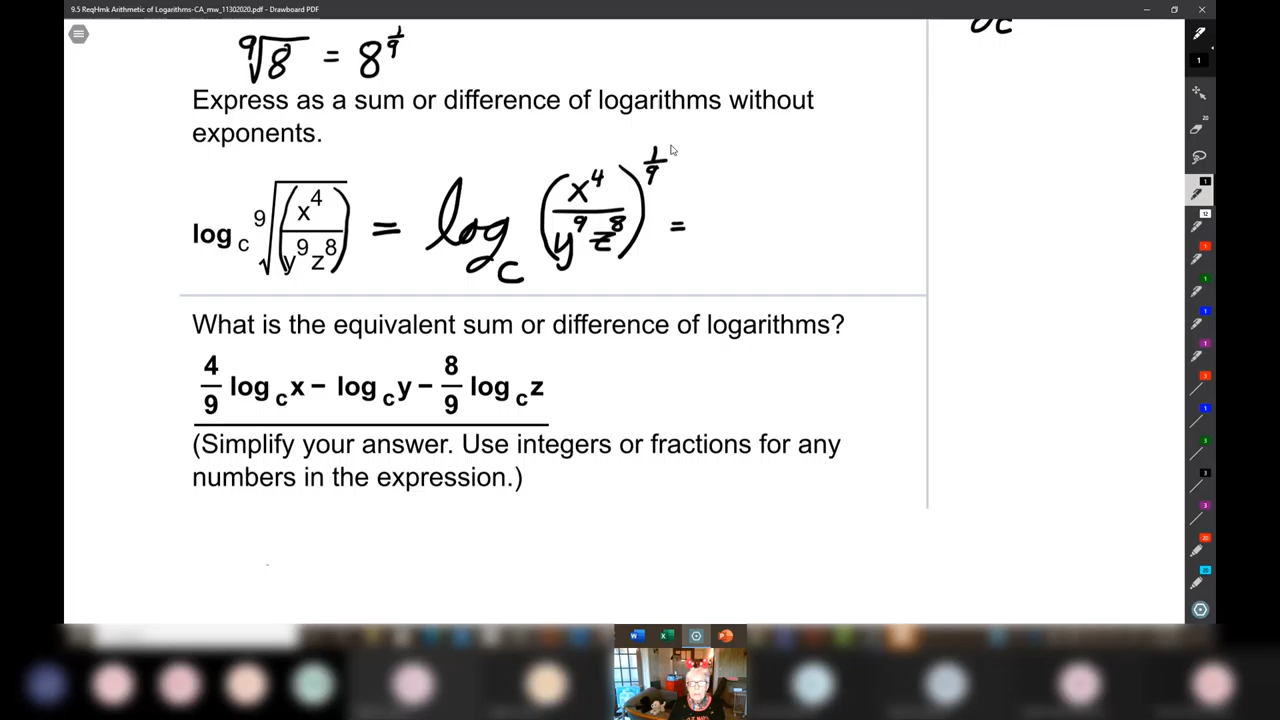 9.5 ReqHmk Arithmetic of Logarithms-CA_mw_11302020.pdf - Drawboard PDF
⁹√8 = 8^(1/9)
Express as a sum or difference of logarithms without
exponents.
log c ⁹√(x⁴/y⁹z⁸) = log c (x⁴/y⁹z⁸)^(1/9) =
What is the equivalent sum or difference of logarithms?
4/9 log c x − log c y − 8/9 log c z
(Simplify your answer. Use integers or fractions for any
numbers in the expression.)